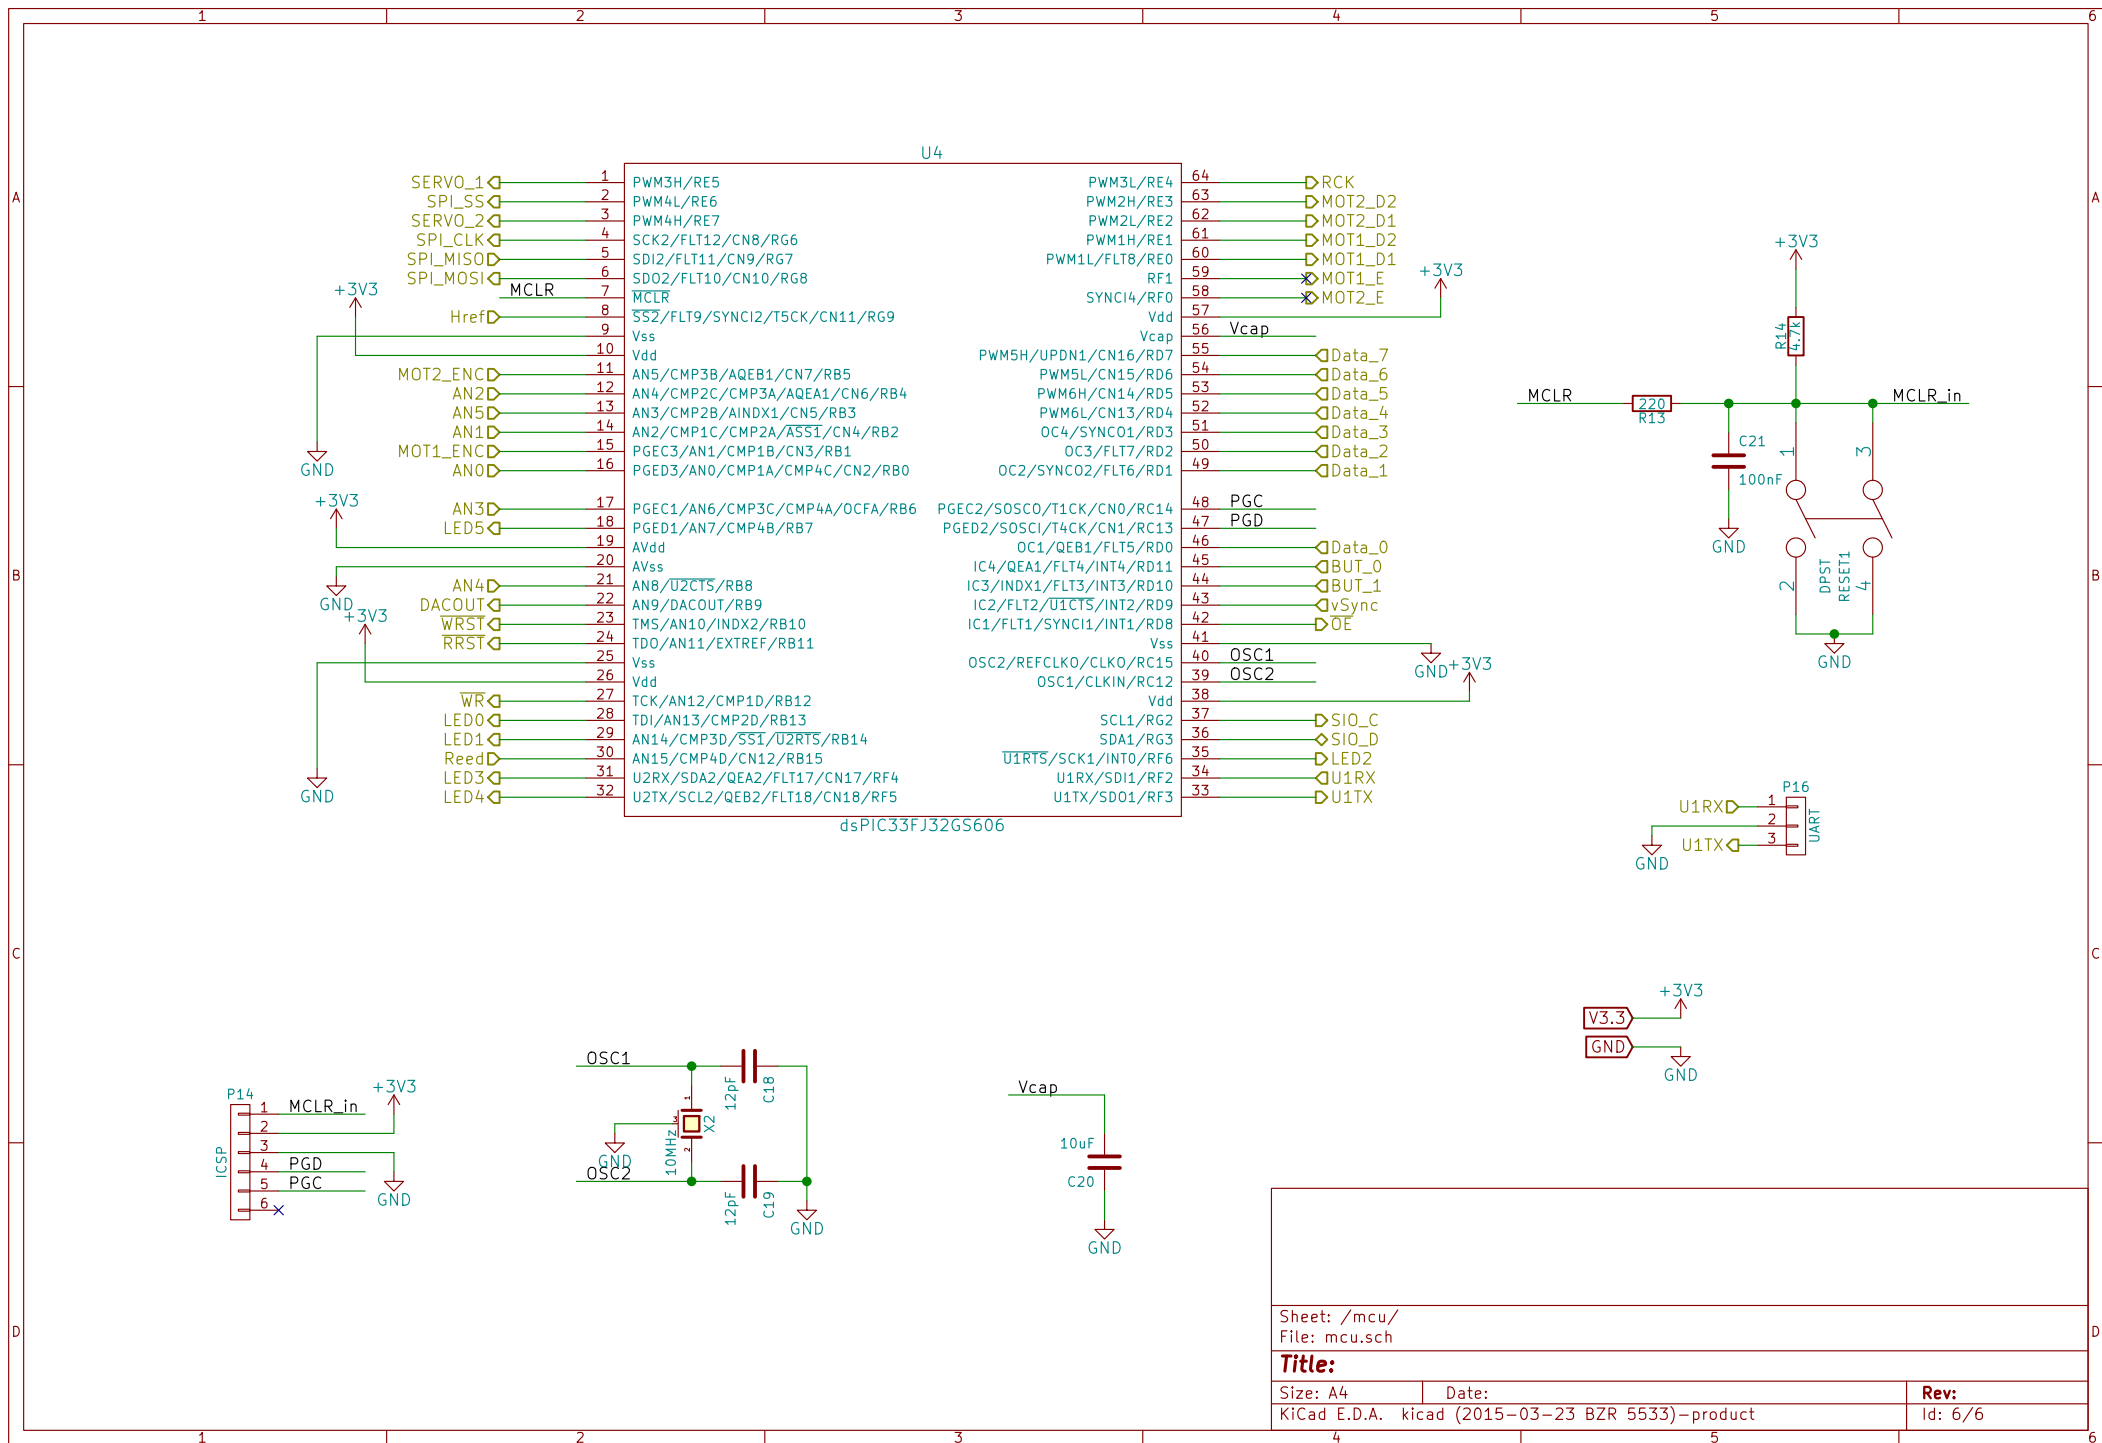 1 2 3 4 5 6
A A
B B
C C
D D
1 2 3 4 5 6
U4
SERVO_1 1 PWM3H/RE5 PWM3L/RE4 64 RCK
SPI_SS 2 PWM4L/RE6 PWM2H/RE3 63 MOT2_D2
SERVO_2 3 PWM4H/RE7 PWM2L/RE2 62 MOT2_D1
SPI_CLK 4 SCK2/FLT12/CN8/RG6 PWM1H/RE1 61 MOT1_D2
SPI_MISO 5 SDI2/FLT11/CN9/RG7 PWM1L/FLT8/RE0 60 MOT1_D1
SPI_MOSI 6 SDO2/FLT10/CN10/RG8 RF1 59 MOT1_E
MCLR 7 MCLR SYNCI4/RF0 58 MOT2_E
Href 8 SS2/FLT9/SYNCI2/T5CK/CN11/RG9 Vdd 57
9 Vss Vcap 56 Vcap
10 Vdd PWM5H/UPDN1/CN16/RD7 55 Data_7
MOT2_ENC 11 AN5/CMP3B/AQEB1/CN7/RB5 PWM5L/CN15/RD6 54 Data_6
AN2 12 AN4/CMP2C/CMP3A/AQEA1/CN6/RB4 PWM6H/CN14/RD5 53 Data_5
AN5 13 AN3/CMP2B/AINDX1/CN5/RB3 PWM6L/CN13/RD4 52 Data_4
AN1 14 AN2/CMP1C/CMP2A/ASS1/CN4/RB2 OC4/SYNCO1/RD3 51 Data_3
MOT1_ENC 15 PGEC3/AN1/CMP1B/CN3/RB1 OC3/FLT7/RD2 50 Data_2
AN0 16 PGED3/AN0/CMP1A/CMP4C/CN2/RB0 OC2/SYNCO2/FLT6/RD1 49 Data_1
AN3 17 PGEC1/AN6/CMP3C/CMP4A/OCFA/RB6 PGEC2/SOSCO/T1CK/CN0/RC14 48 PGC
LED5 18 PGED1/AN7/CMP4B/RB7 PGED2/SOSCI/T4CK/CN1/RC13 47 PGD
19 AVdd OC1/QEB1/FLT5/RD0 46 Data_0
20 AVss IC4/QEA1/FLT4/INT4/RD11 45 BUT_0
AN4 21 AN8/U2CTS/RB8 IC3/INDX1/FLT3/INT3/RD10 44 BUT_1
DACOUT 22 AN9/DACOUT/RB9 IC2/FLT2/U1CTS/INT2/RD9 43 vSync
WRST 23 TMS/AN10/INDX2/RB10 IC1/FLT1/SYNCI1/INT1/RD8 42 OE
RRST 24 TDO/AN11/EXTREF/RB11 Vss 41
25 Vss OSC2/REFCLKO/CLKO/RC15 40 OSC1
26 Vdd OSC1/CLKIN/RC12 39 OSC2
WR 27 TCK/AN12/CMP1D/RB12 Vdd 38
LED0 28 TDI/AN13/CMP2D/RB13 SCL1/RG2 37 SIO_C
LED1 29 AN14/CMP3D/SS1/U2RTS/RB14 SDA1/RG3 36 SIO_D
Reed 30 AN15/CMP4D/CN12/RB15 U1RTS/SCK1/INT0/RF6 35 LED2
LED3 31 U2RX/SDA2/QEA2/FLT17/CN17/RF4 U1RX/SDI1/RF2 34 U1RX
LED4 32 U2TX/SCL2/QEB2/FLT18/CN18/RF5 U1TX/SDO1/RF3 33 U1TX
dsPIC33FJ32GS606
+3V3
GND
+3V3
GND
+3V3
GND
+3V3
GND
+3V3
+3V3
R14
4.7k
MCLR
220
R13
MCLR_in
C21
100nF
GND
1
3
2
4
DPST
RESET1
GND
P16
U1RX 1
2
U1TX 3
UART
GND
+3V3
V3.3
GND
GND
P14
ICSP
+3V3
1 MCLR_in
2
3
4 PGD
5 PGC
6
GND
OSC1
12pF
C18
1
3
2
X2
10MHz
GND
OSC2
12pF
C19
GND
Vcap
10uF
C20
GND
Sheet: /mcu/
File: mcu.sch
Title:
Size: A4 Date: Rev:
KiCad E.D.A. kicad (2015-03-23 BZR 5533)-product Id: 6/6